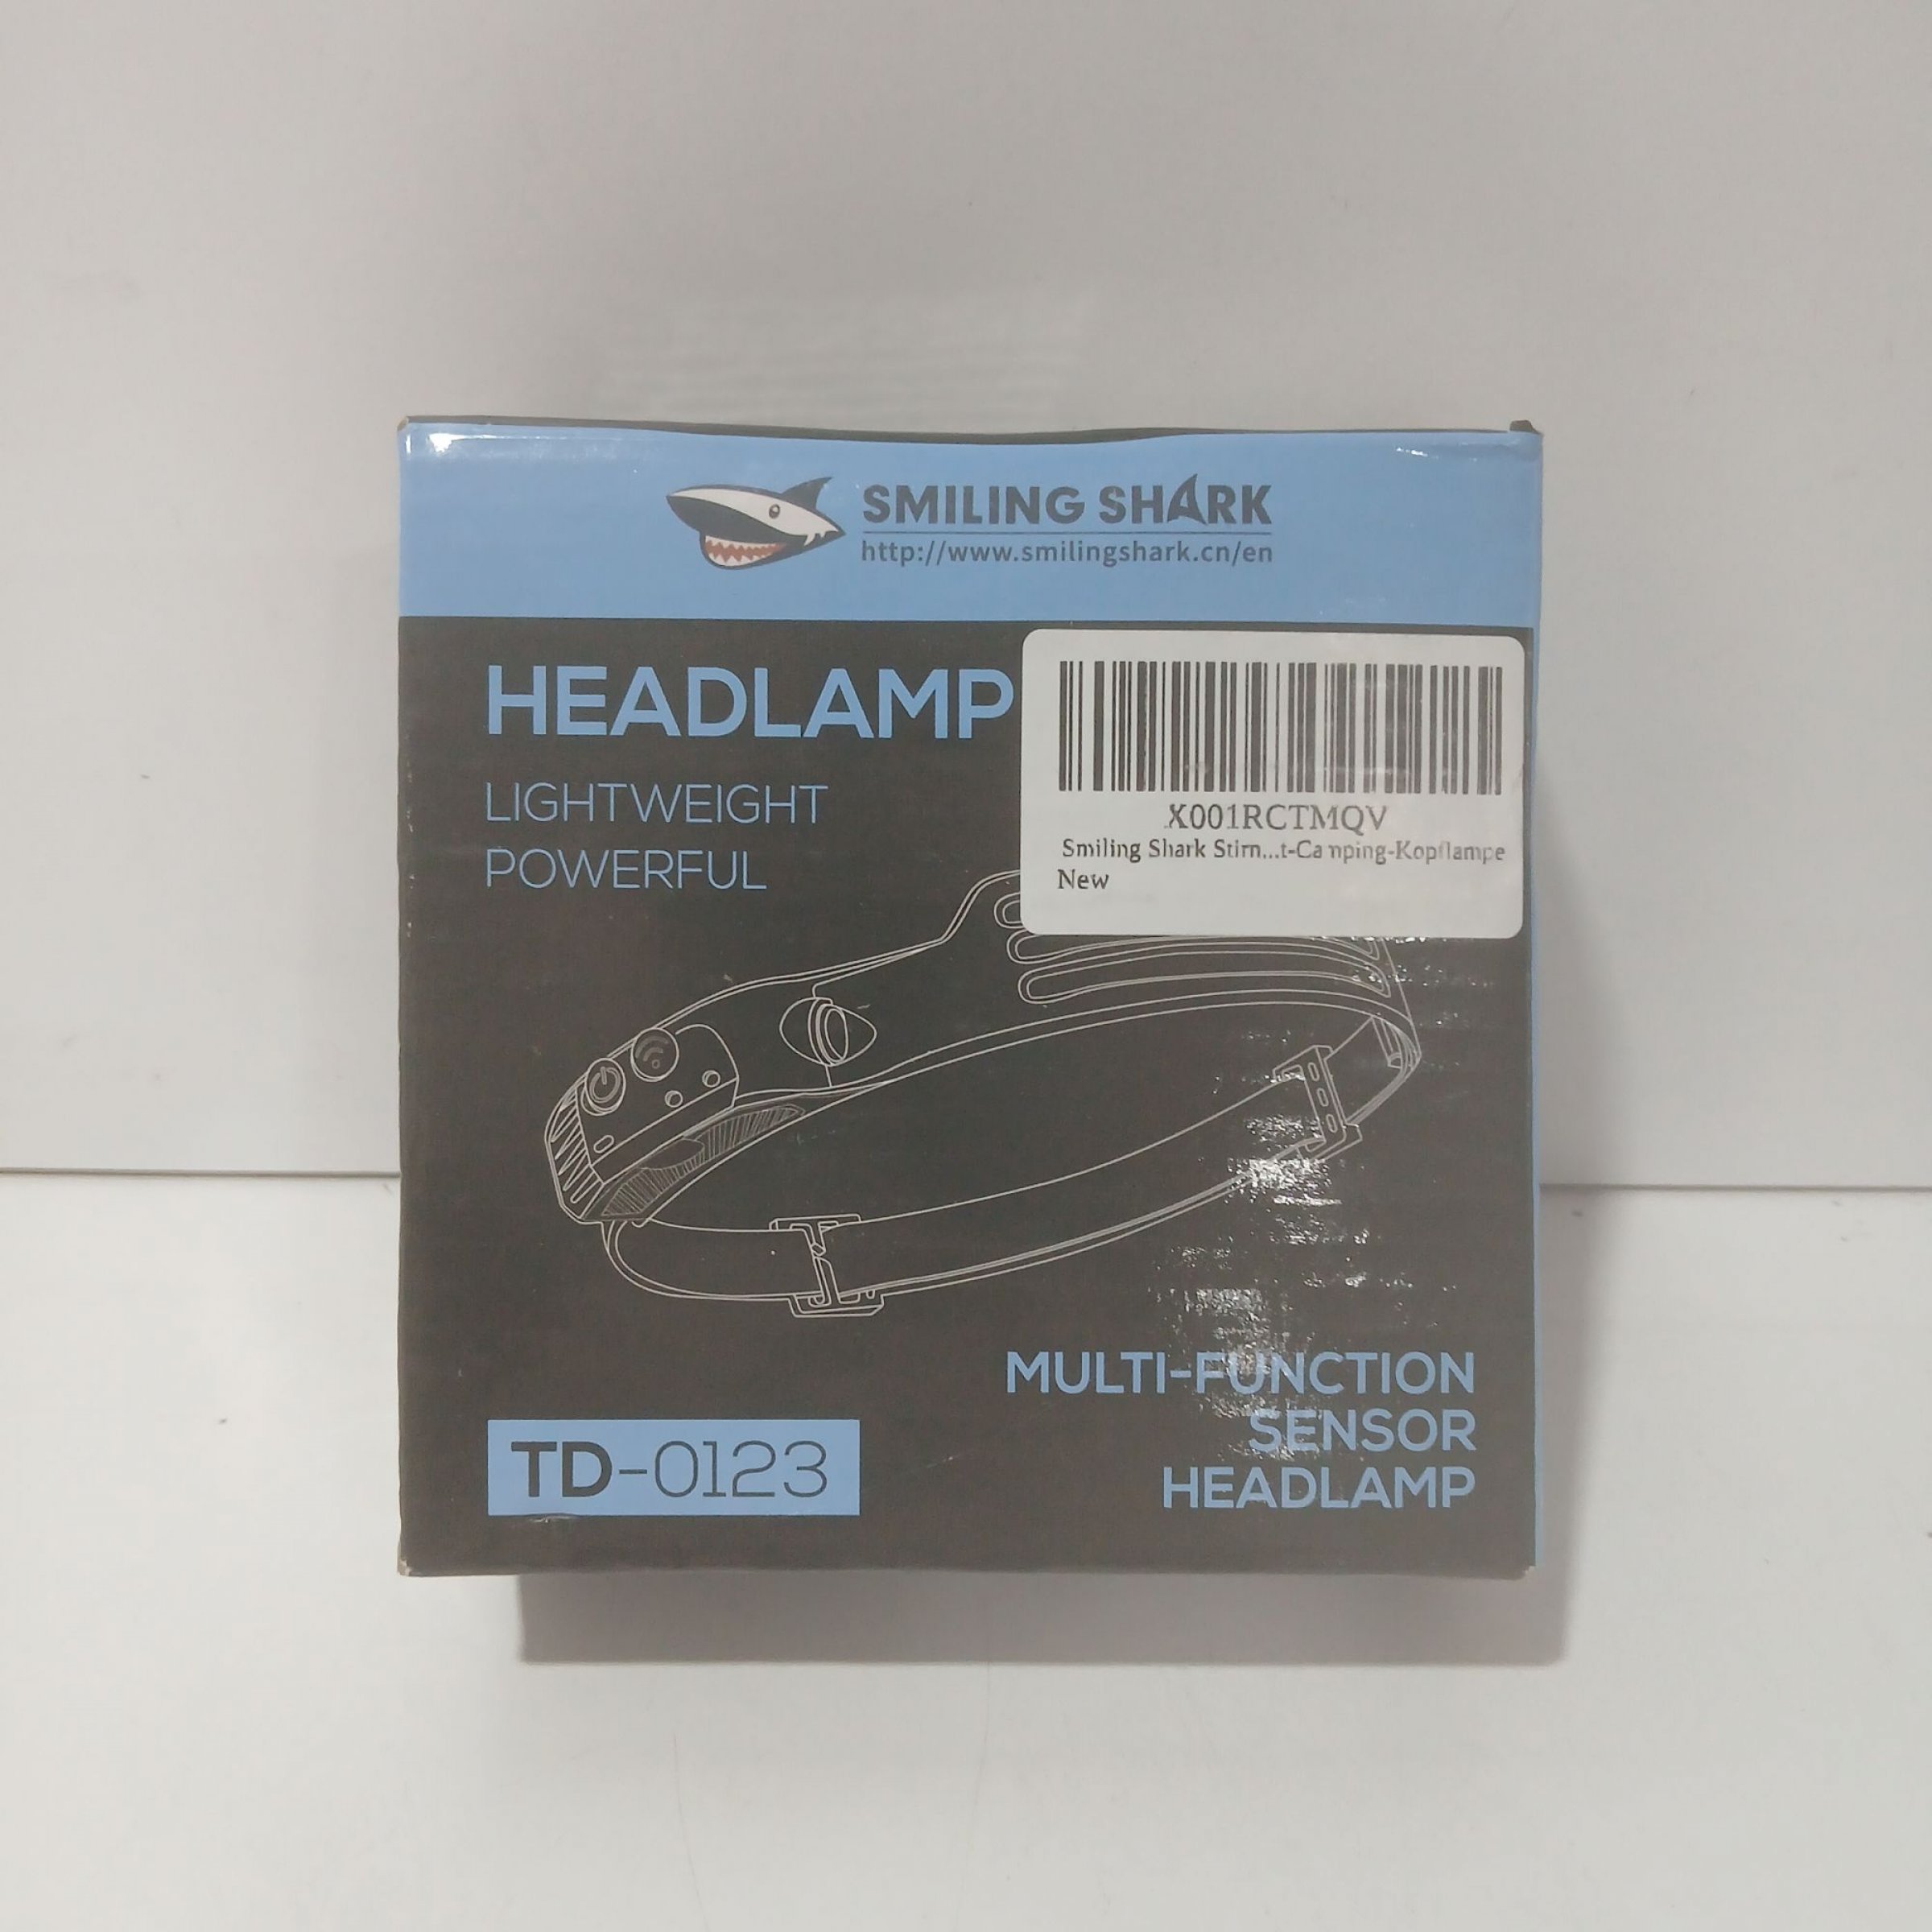 SMILING SHARK
http://www.smilingshark.cn/en
HEADLAMP
LIGHTWEIGHT
POWERFUL
X001RCTMQV
Smiling Shark Stirn...t-Camping-Kopflampe
New
MULTI-FUNCTION
SENSOR
HEADLAMP
TD-0123